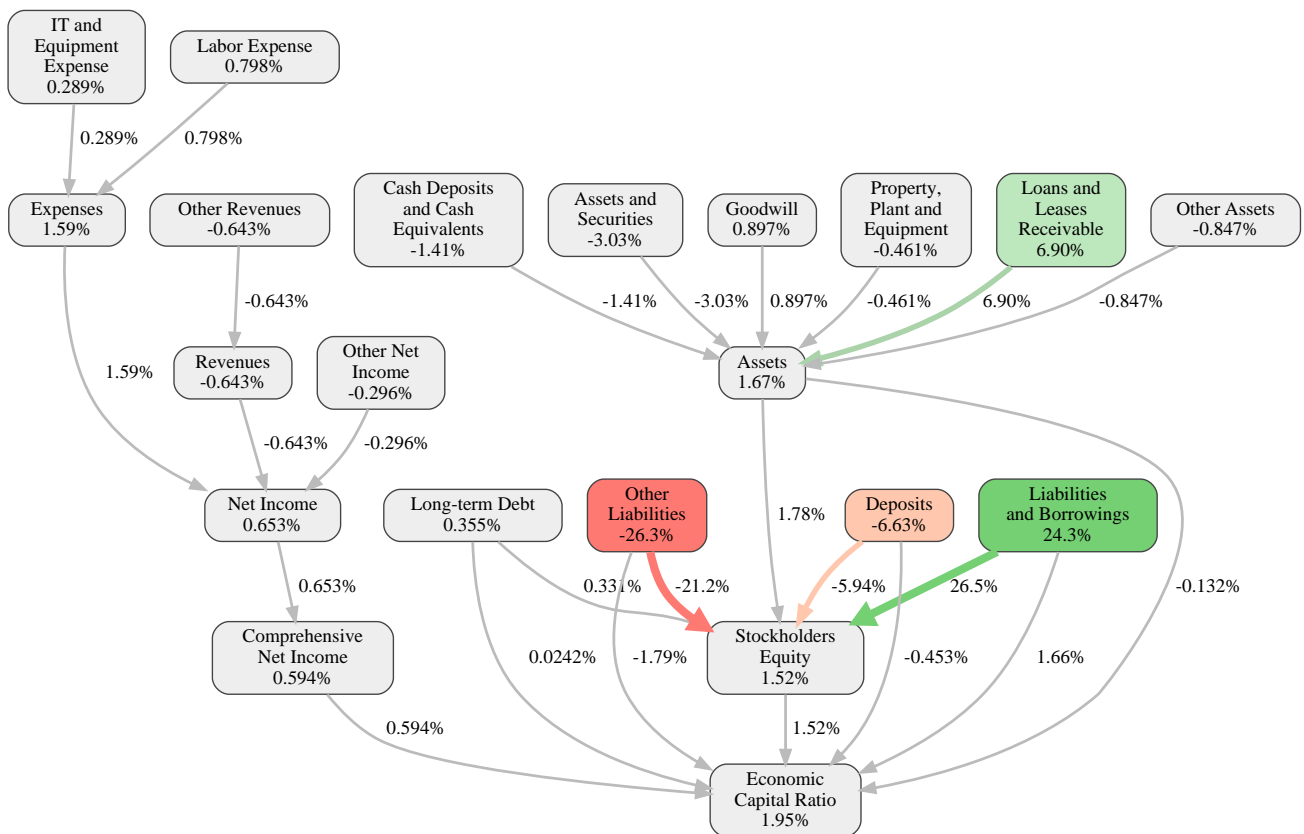 IT and
Equipment
Expense
0.289%
Labor Expense
0.798%
0.289%
0.798%
Expenses
1.59%
Other Revenues
-0.643%
Cash Deposits
and Cash
Equivalents
-1.41%
Assets and
Securities
-3.03%
Goodwill
0.897%
Property,
Plant and
Equipment
-0.461%
Loans and
Leases
Receivable
6.90%
Other Assets
-0.847%
-0.643%
-1.41%
-3.03%
0.897%
-0.461%
6.90%
-0.847%
1.59%
Revenues
-0.643%
Other Net
Income
-0.296%
Assets
1.67%
-0.643%
-0.296%
Net Income
0.653%
Long-term Debt
0.355%
Other
Liabilities
-26.3%
1.78%
Deposits
-6.63%
Liabilities
and Borrowings
24.3%
0.653%
0.331%
-21.2%
-5.94%
26.5%
-0.132%
Comprehensive
Net Income
0.594%
0.0242%
-1.79%
Stockholders
Equity
1.52%
-0.453%
1.66%
0.594%
1.52%
Economic
Capital Ratio
1.95%